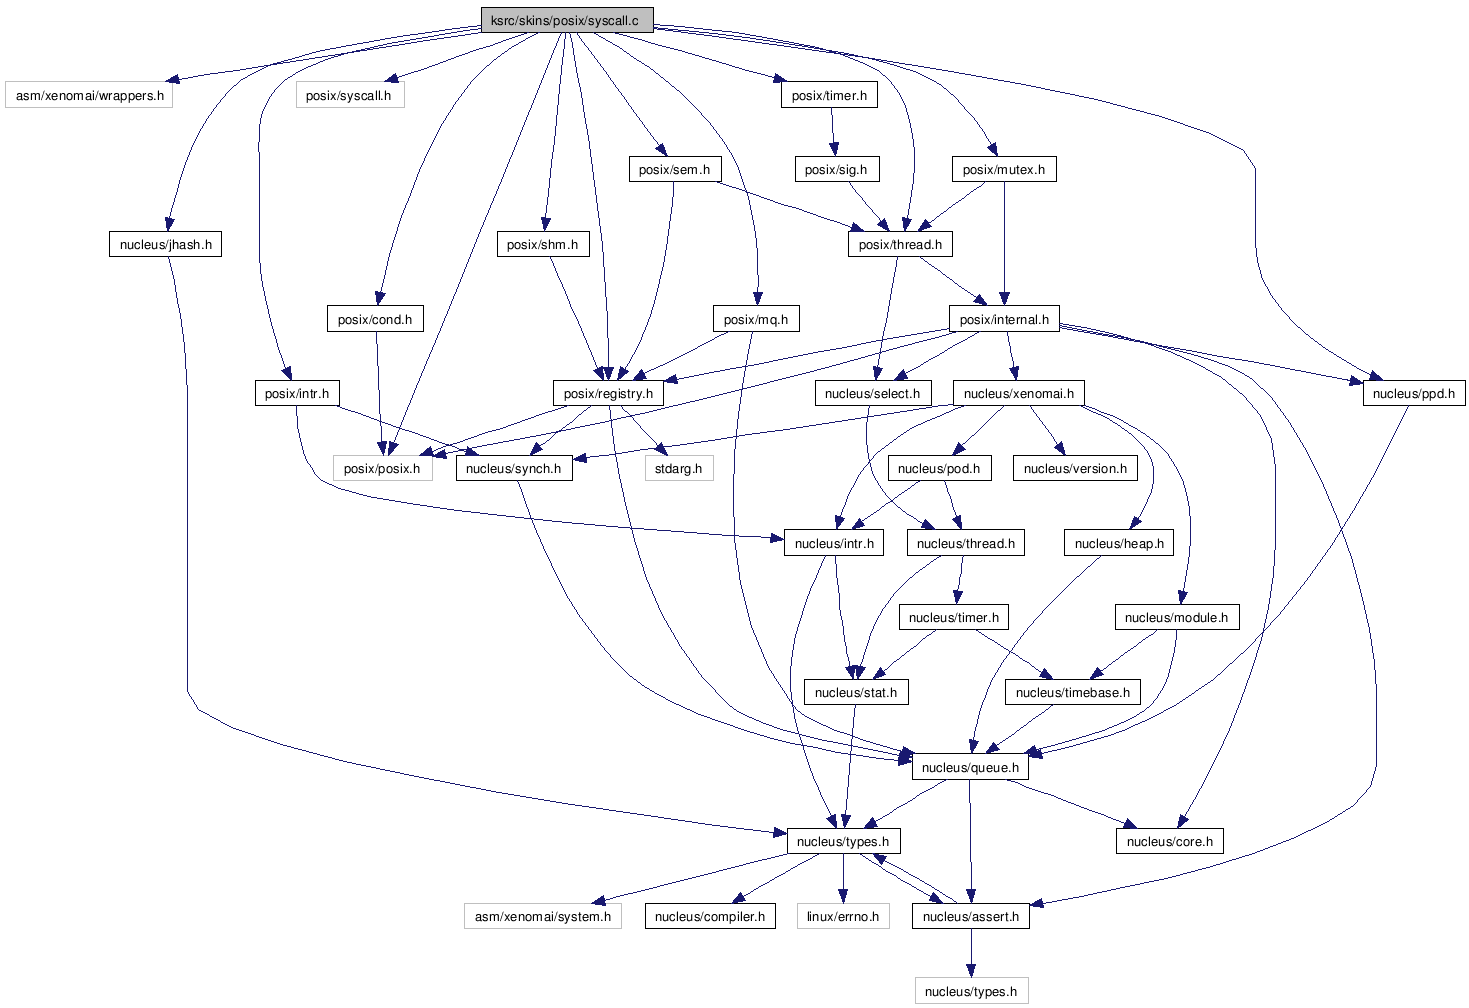 ksrc/skins/posix/syscall.c
asm/xenomai/wrappers.h
posix/syscall.h
posix/timer.h
posix/sem.h
posix/sig.h
posix/mutex.h
nucleus/jhash.h
posix/shm.h
posix/thread.h
posix/cond.h
posix/mq.h
posix/internal.h
posix/intr.h
posix/registry.h
nucleus/select.h
nucleus/xenomai.h
nucleus/ppd.h
posix/posix.h
nucleus/synch.h
stdarg.h
nucleus/pod.h
nucleus/version.h
nucleus/intr.h
nucleus/thread.h
nucleus/heap.h
nucleus/timer.h
nucleus/module.h
nucleus/stat.h
nucleus/timebase.h
nucleus/queue.h
nucleus/types.h
nucleus/core.h
asm/xenomai/system.h
nucleus/compiler.h
linux/errno.h
nucleus/assert.h
nucleus/types.h